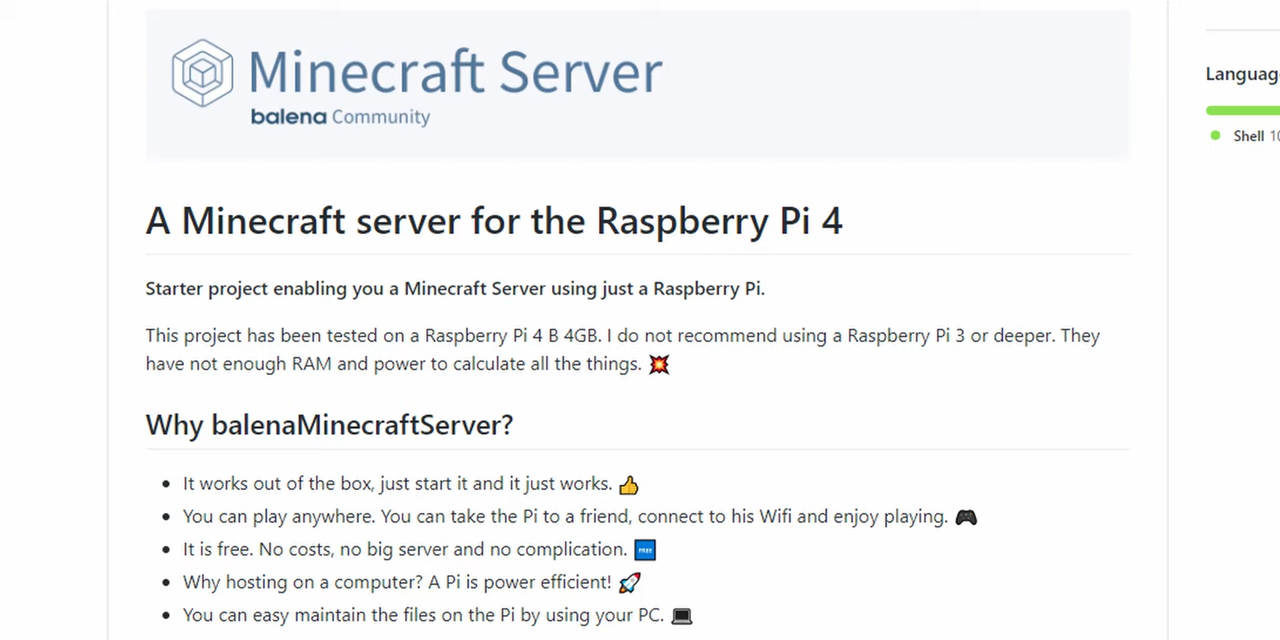 Minecraft Server
balena Community
A Minecraft server for the Raspberry Pi 4
Starter project enabling you a Minecraft Server using just a Raspberry Pi.
This project has been tested on a Raspberry Pi 4 B 4GB. I do not recommend using a Raspberry Pi 3 or deeper. They
have not enough RAM and power to calculate all the things. 💥
Why balenaMinecraftServer?
It works out of the box, just start it and it just works. 👍
You can play anywhere. You can take the Pi to a friend, connect to his Wifi and enjoy playing. 🎮
It is free. No costs, no big server and no complication. 🆓
Why hosting on a computer? A Pi is power efficient! 🚀
You can easy maintain the files on the Pi by using your PC. 💻
Shell